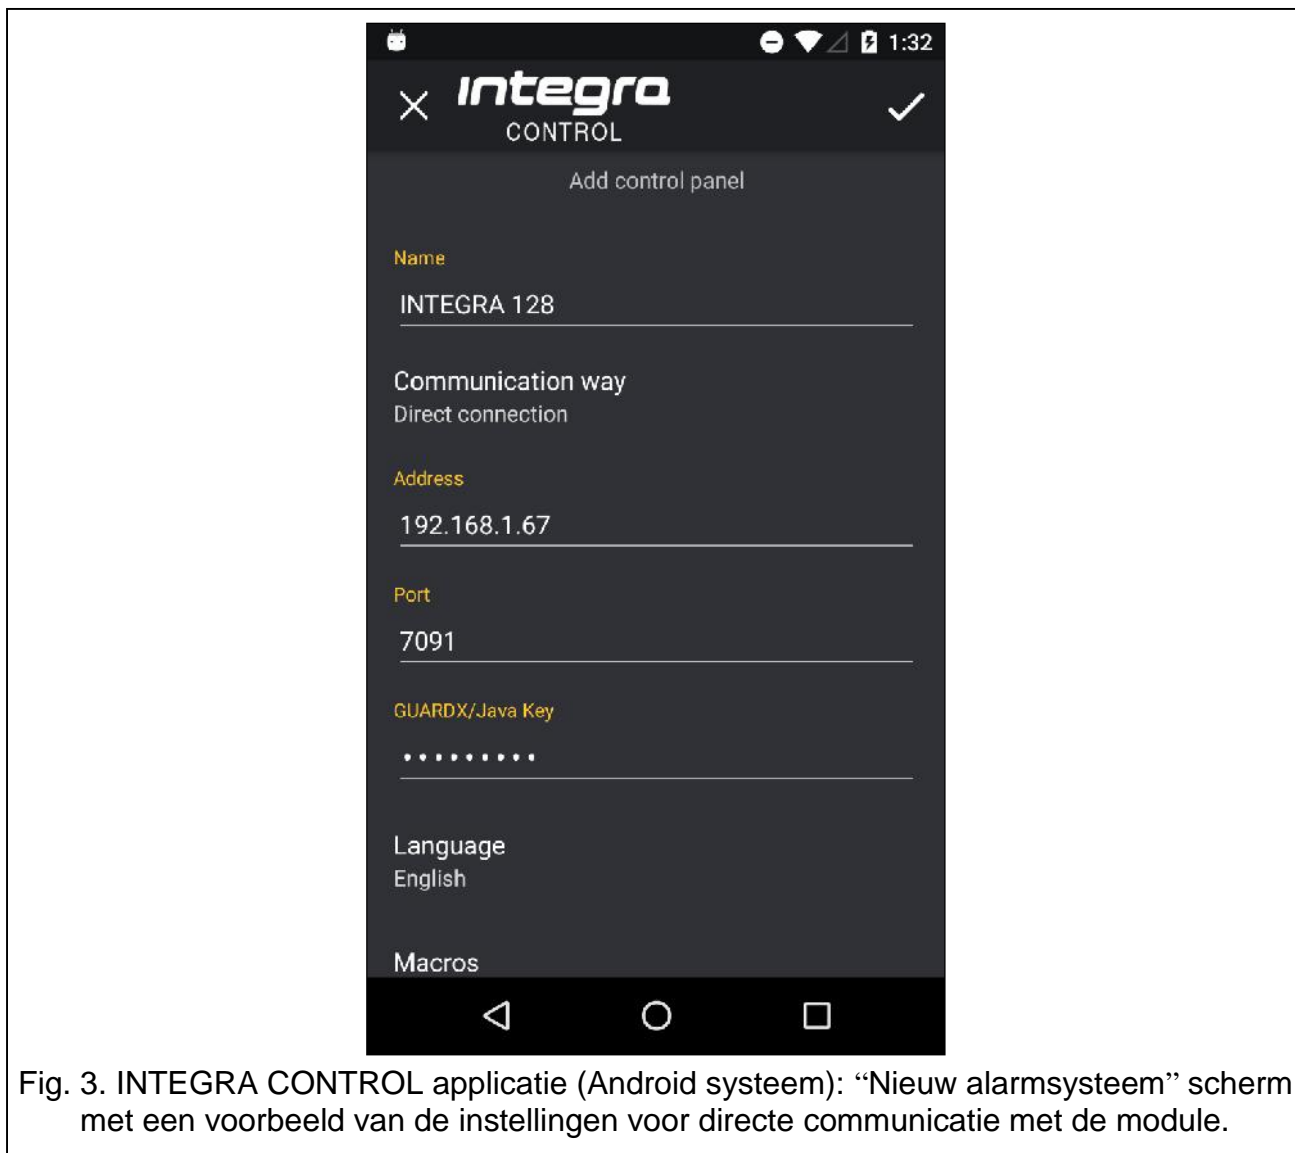 1:32
integra
CONTROL
Add control panel
Name
INTEGRA 128
Communication way
Direct connection
Address
192.168.1.67
Port
7091
GUARDX/Java Key
•••••••••
Language
English
Macros
Fig. 3. INTEGRA CONTROL applicatie (Android systeem): “Nieuw alarmsysteem” scherm
met een voorbeeld van de instellingen voor directe communicatie met de module.